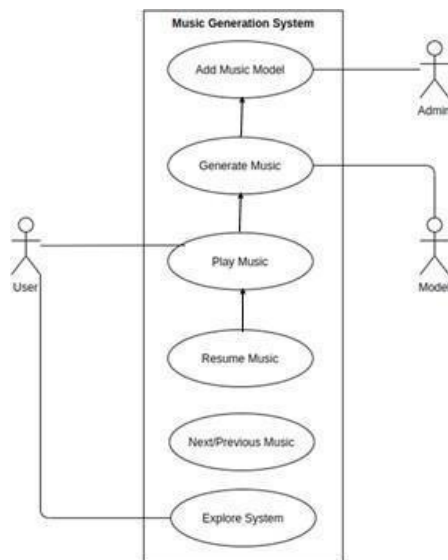 Music Generation System
Add Music Model
Admin
Generate Music
User
Play Music
Model
Resume Music
Next/Previous Music
Explore System